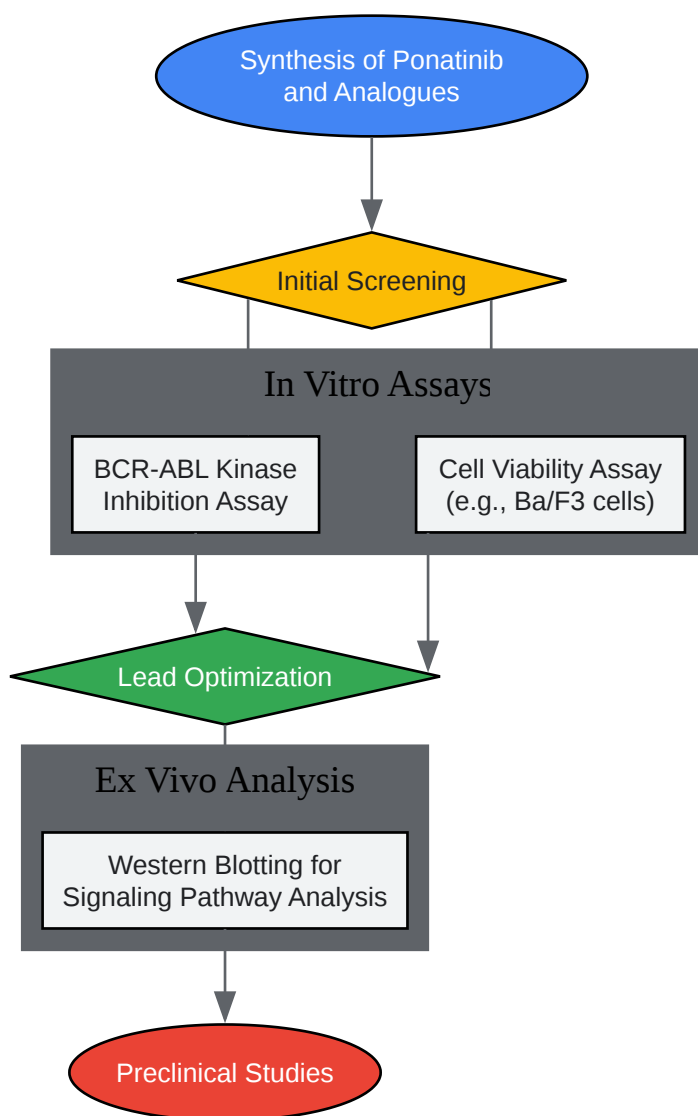 Synthesis of Ponatinib
and Analogues
Initial Screening
In Vitro Assays
BCR-ABL Kinase
Inhibition Assay
Cell Viability Assay
(e.g., Ba/F3 cells)
Lead Optimization
Ex Vivo Analysis
Western Blotting for
Signaling Pathway Analysis
Preclinical Studies